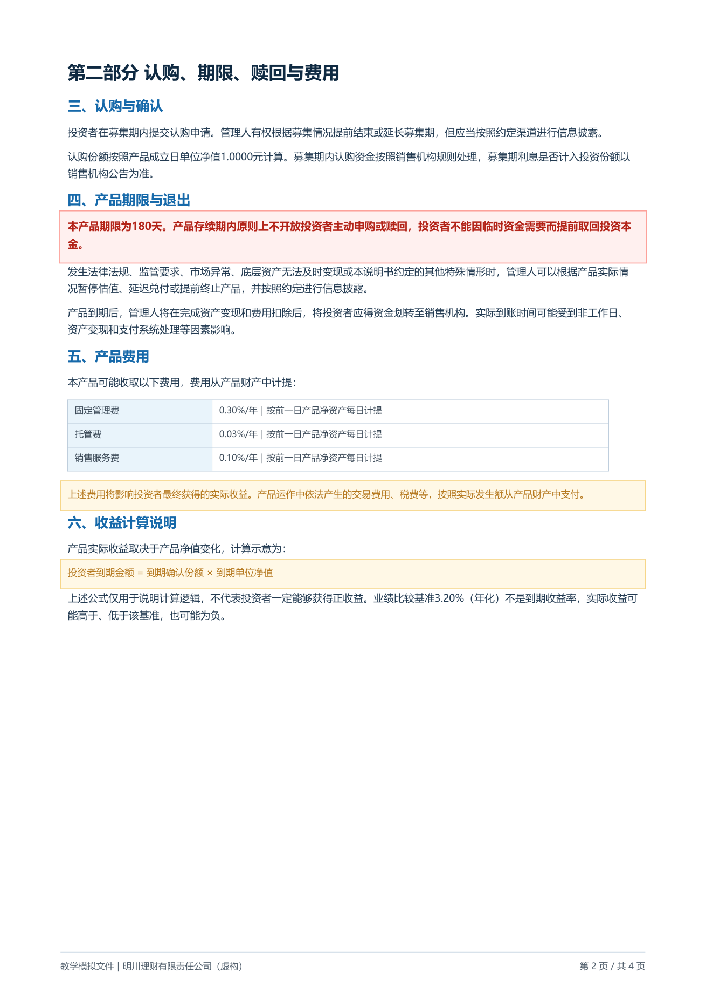 第二部分 认购、期限、赎回与费用
三、认购与确认
投资者在募集期内提交认购申请。管理人有权根据募集情况提前结束或延长募集期，但应当按照约定渠道进行信息披露。
认购份额按照产品成立日单位净值1.0000元计算。募集期内认购资金按照销售机构规则处理，募集期利息是否计入投资份额以
销售机构公告为准。
四、产品期限与退出
本产品期限为180天。产品存续期内原则上不开放投资者主动申购或赎回，投资者不能因临时资金需要而提前取回投资本
金。
发生法律法规、监管要求、市场异常、底层资产无法及时变现或本说明书约定的其他特殊情形时，管理人可以根据产品实际情
况暂停估值、延迟兑付或提前终止产品，并按照约定进行信息披露。
产品到期后，管理人将在完成资产变现和费用扣除后，将投资者应得资金划转至销售机构。实际到账时间可能受到非工作日、
资产变现和支付系统处理等因素影响。
五、产品费用
本产品可能收取以下费用，费用从产品财产中计提：
固定管理费 0.30%/年 | 按前一日产品净资产每日计提
托管费 0.03%/年 | 按前一日产品净资产每日计提
销售服务费 0.10%/年 | 按前一日产品净资产每日计提
上述费用将影响投资者最终获得的实际收益。产品运作中依法产生的交易费用、税费等，按照实际发生额从产品财产中支付。
六、收益计算说明
产品实际收益取决于产品净值变化，计算示意为：
投资者到期金额 = 到期确认份额 × 到期单位净值
上述公式仅用于说明计算逻辑，不代表投资者一定能够获得正收益。业绩比较基准3.20%（年化）不是到期收益率，实际收益可
能高于、低于该基准，也可能为负。
教学模拟文件 | 明川理财有限责任公司（虚构） 第 2 页 / 共 4 页